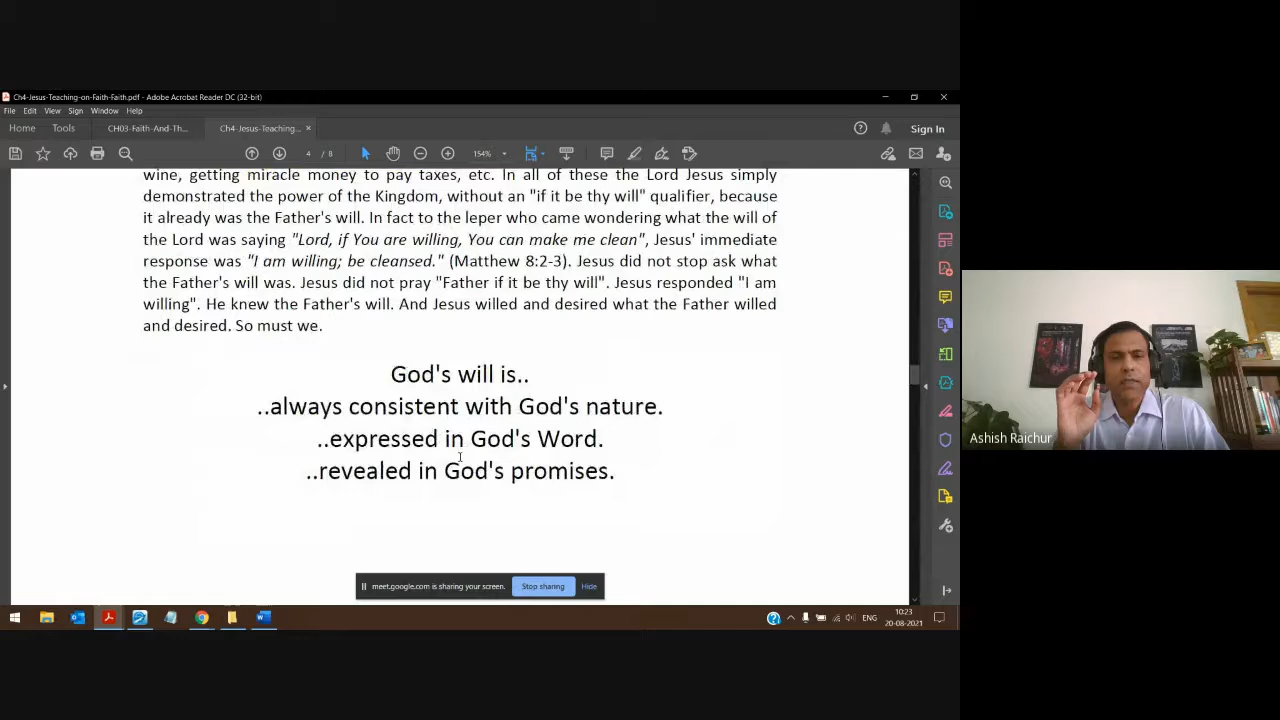 Ch4-Jesus-Teaching-on-Faith-Faith.pdf - Adobe Acrobat Reader DC (32-bit)
File Edit View Sign Window Help
Home Tools CH03-Faith-And-Th... Ch4-Jesus-Teaching... × Sign In
4 / 8 154%
wine, getting miracle money to pay taxes, etc. In all of these the Lord Jesus simply
demonstrated the power of the Kingdom, without an "if it be thy will" qualifier, because
it already was the Father's will. In fact to the leper who came wondering what the will of
the Lord was saying "Lord, if You are willing, You can make me clean", Jesus' immediate
response was "I am willing; be cleansed." (Matthew 8:2-3). Jesus did not stop ask what
the Father's will was. Jesus did not pray "Father if it be thy will". Jesus responded "I am
willing". He knew the Father's will. And Jesus willed and desired what the Father willed
and desired. So must we.
God's will is..
..always consistent with God's nature.
..expressed in God's Word.
..revealed in God's promises.
Ashish Raichur
meet.google.com is sharing your screen. Stop sharing Hide
ENG
10:23
20-08-2021